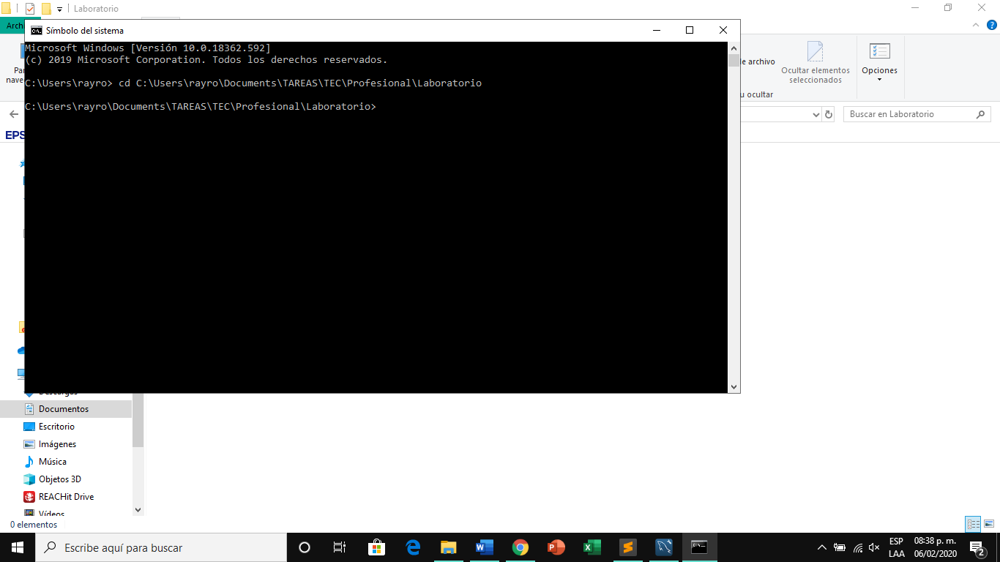 Laboratorio
Arch
Símbolo del sistema
Microsoft Windows [Versión 10.0.18362.592]
(c) 2019 Microsoft Corporation. Todos los derechos reservados.
C:\Users\rayro> cd C:\Users\rayro\Documents\TAREAS\TEC\Profesional\Laboratorio
C:\Users\rayro\Documents\TAREAS\TEC\Profesional\Laboratorio>
Pa
nave
de archivo
u ocultar
Ocultar elementos
seleccionados
Opciones
Buscar en Laboratorio
EPS
Descargas
Documentos
Escritorio
Imágenes
Música
Objetos 3D
REACHit Drive
Vídeos
0 elementos
Escribe aquí para buscar
ESP
LAA
08:38 p. m.
06/02/2020
2